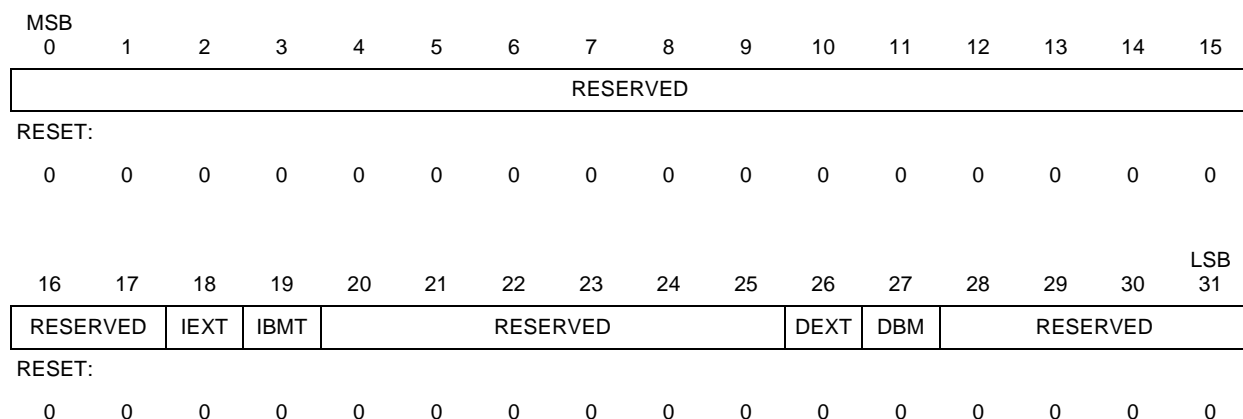 MSB
0 1 2 3 4 5 6 7 8 9 10 11 12 13 14 15
RESERVED
RESET:
0 0 0 0 0 0 0 0 0 0 0 0 0 0 0 0
LSB
16 17 18 19 20 21 22 23 24 25 26 27 28 29 30 31
RESERVED IEXT IBMT RESERVED DEXT DBM RESERVED
RESET:
0 0 0 0 0 0 0 0 0 0 0 0 0 0 0 0